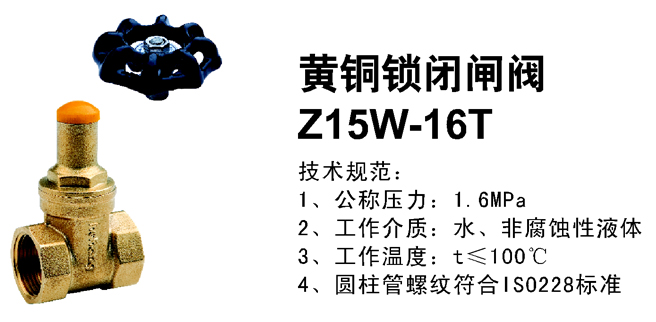 黄铜锁闭闸阀
Z15W-16T
技术规范：
1、公称压力：1.6MPa
2、工作介质：水、非腐蚀性液体
3、工作温度：t≤100℃
4、圆柱管螺纹符合ISO228标准